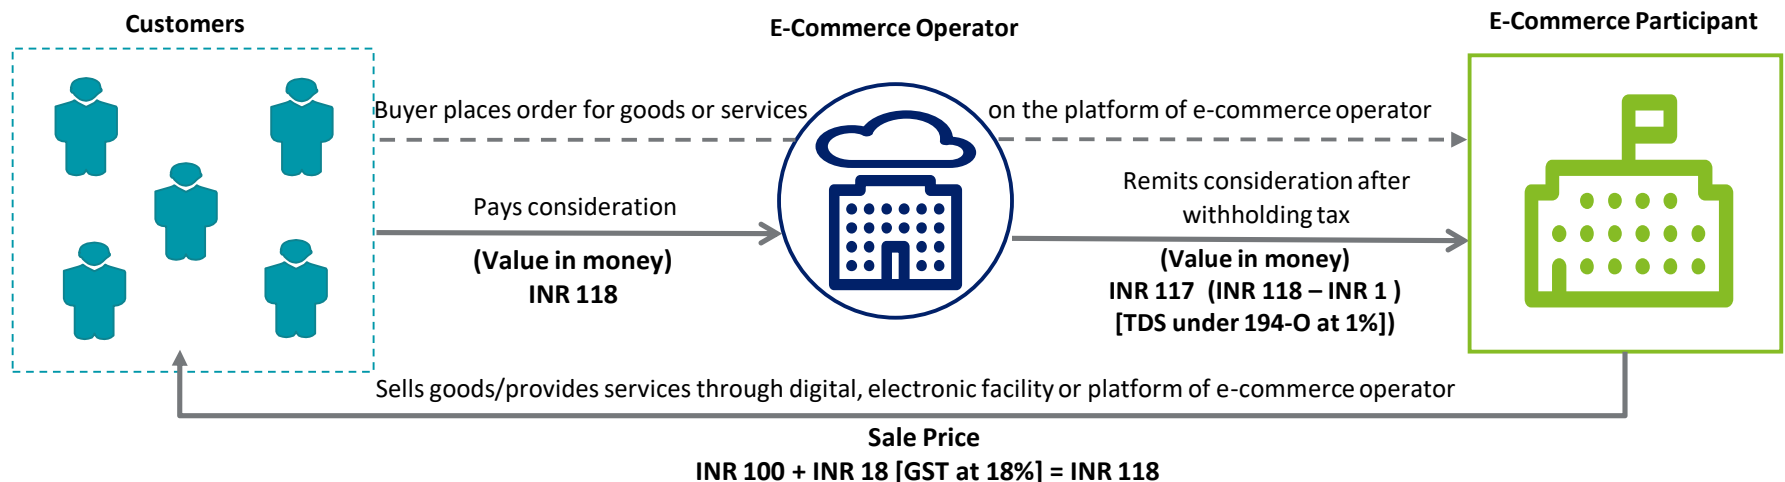 Customers
E-Commerce Operator
E-Commerce Participant
Buyer places order for goods or services
on the platform of e-commerce operator
Pays consideration
(Value in money)
INR 118
Remits consideration after
withholding tax
(Value in money)
INR 117 (INR 118 – INR 1 )
[TDS under 194-O at 1%])
Sells goods/provides services through digital, electronic facility or platform of e-commerce operator
Sale Price
INR 100 + INR 18 [GST at 18%] = INR 118